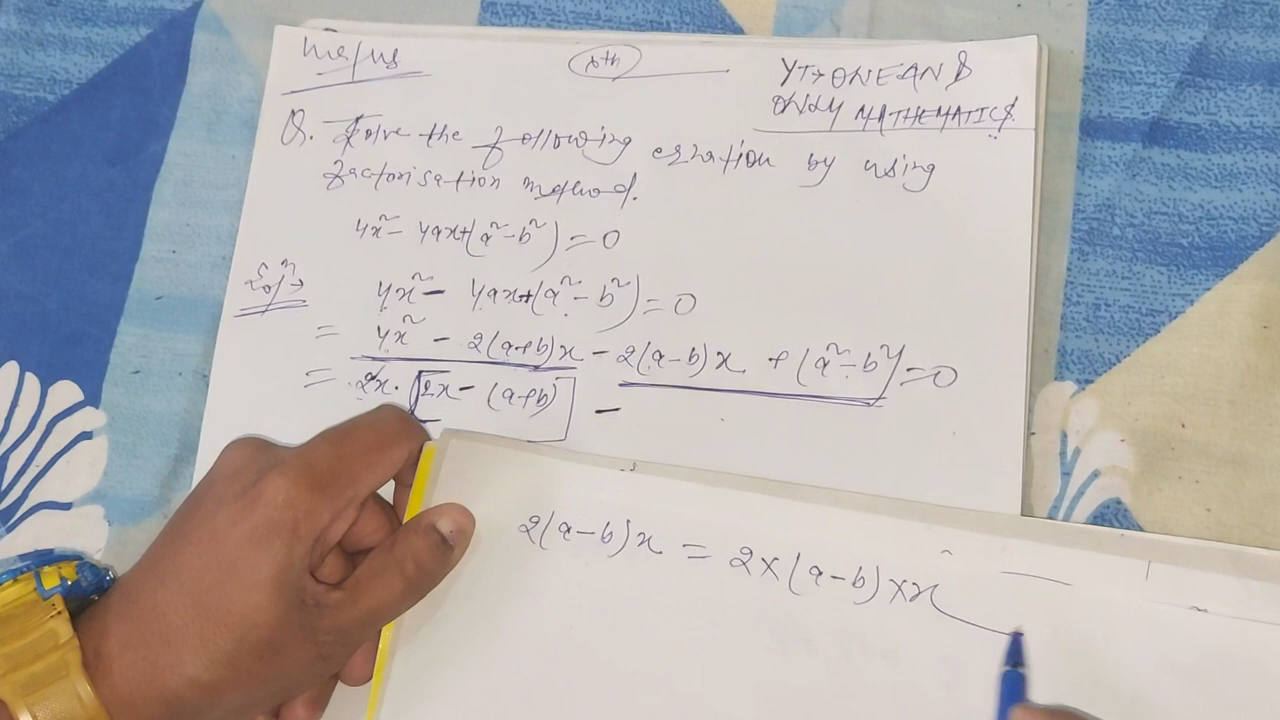 Maths
YT→ONE AND
ONLY MATHEMATICS.
Q. Solve the following equation by using
factorisation method.
4x² - 4ax+(a²-b²)=0
Solⁿ→ 4x² - 4ax+(a²-b²)=0
= 4x² - 2(a+b)x - 2(a-b)x + (a²-b²)=0
= 2x·[2x-(a+b)] -
2(a-b)x = 2×(a-b)×x